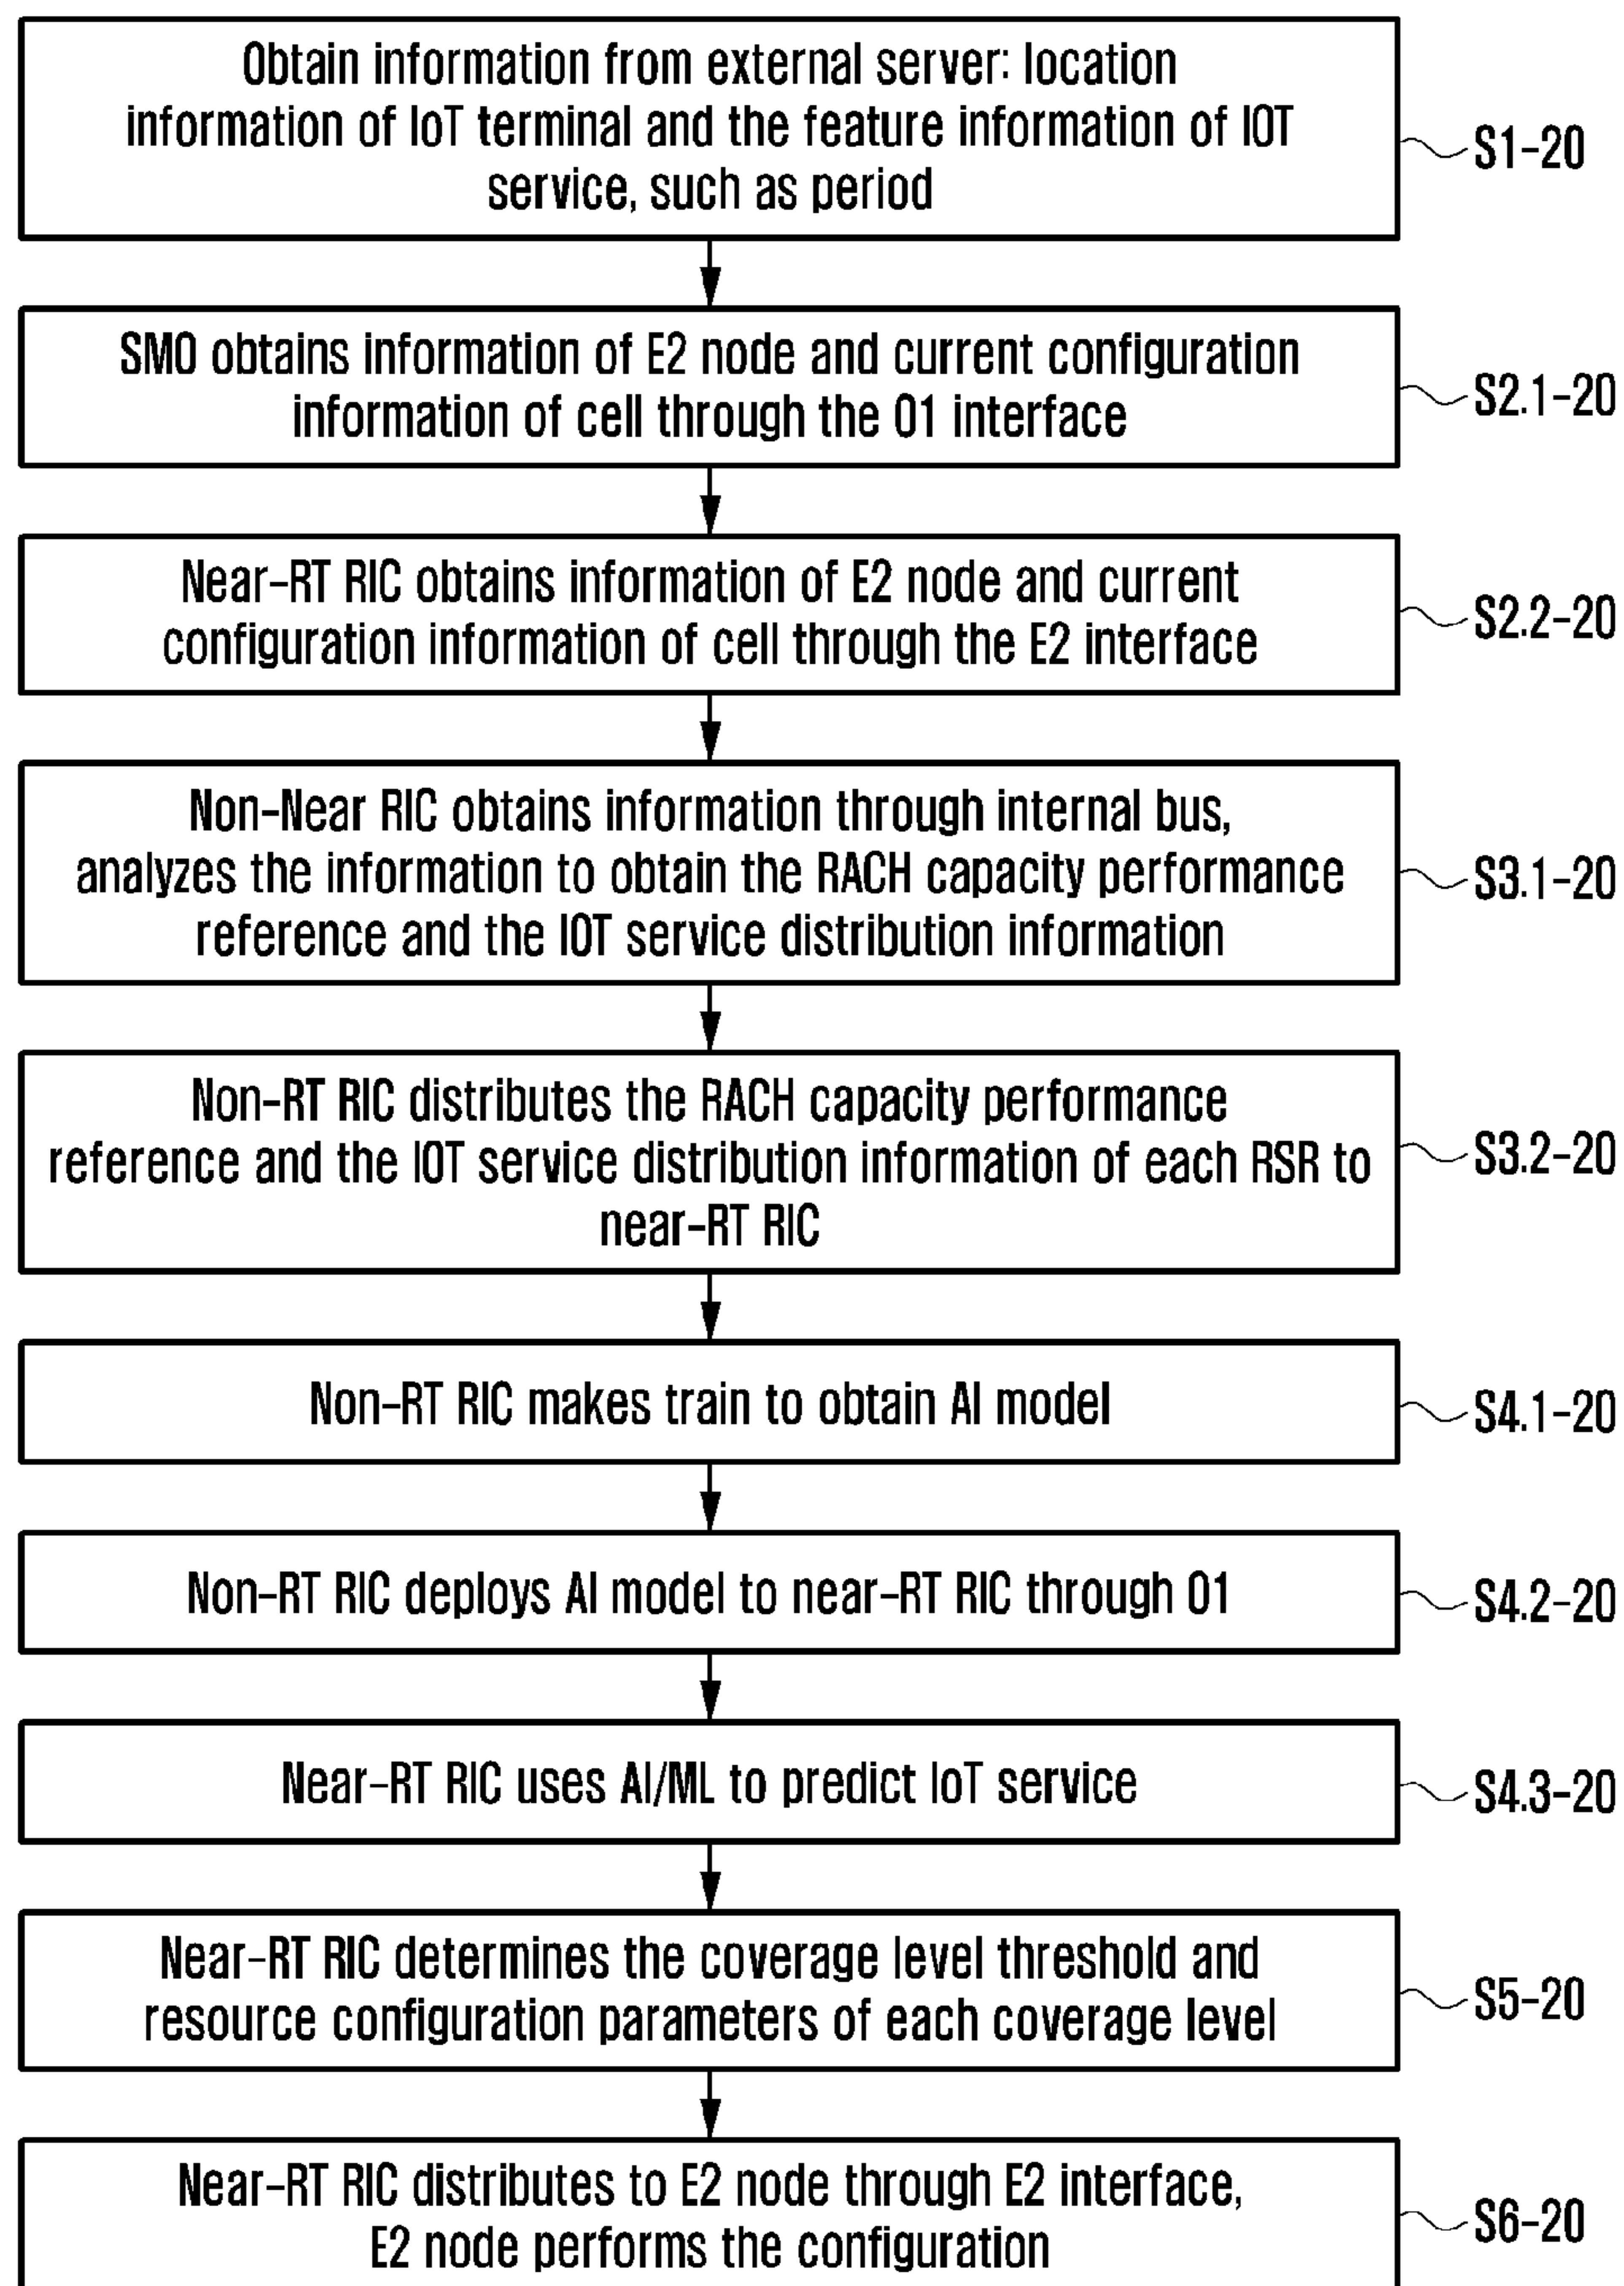 Obtain information from external server: location
information of IoT terminal and the feature information of IOT
service, such as period
S1-20
SMO obtains information of E2 node and current configuration
information of cell through the O1 interface
S2.1-20
Near-RT RIC obtains information of E2 node and current
configuration information of cell through the E2 interface
S2.2-20
Non-Near RIC obtains information through internal bus,
analyzes the information to obtain the RACH capacity performance
reference and the IOT service distribution information
S3.1-20
Non-RT RIC distributes the RACH capacity performance
reference and the IOT service distribution information of each RSR to
near-RT RIC
S3.2-20
Non-RT RIC makes train to obtain AI model
S4.1-20
Non-RT RIC deploys AI model to near-RT RIC through O1
S4.2-20
Near-RT RIC uses AI/ML to predict IoT service
S4.3-20
Near-RT RIC determines the coverage level threshold and
resource configuration parameters of each coverage level
S5-20
Near-RT RIC distributes to E2 node through E2 interface,
E2 node performs the configuration
S6-20